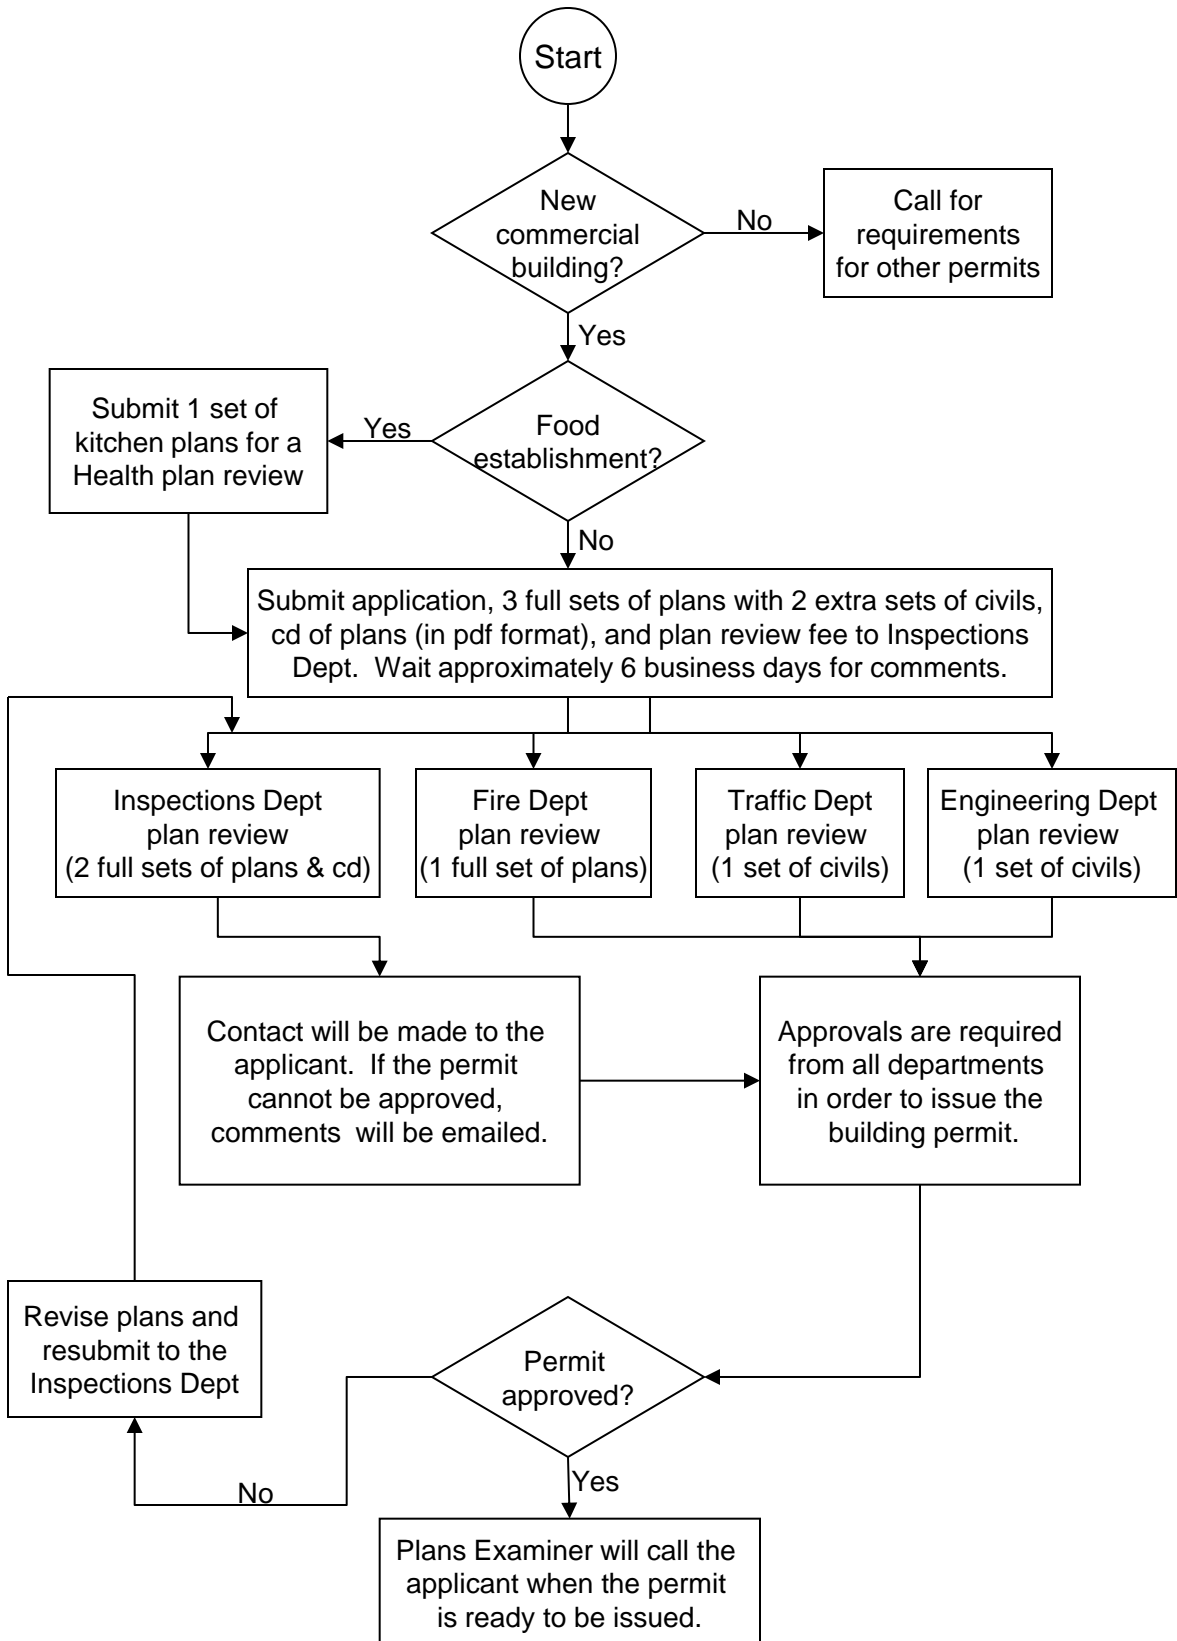 Start
New
commercial
building?
No
Call for
requirements
for other permits
Yes
Submit 1 set of
kitchen plans for a
Health plan review
Yes
Food
establishment?
No
Submit application, 3 full sets of plans with 2 extra sets of civils,
cd of plans (in pdf format), and plan review fee to Inspections
Dept.  Wait approximately 6 business days for comments.
Inspections Dept
plan review
(2 full sets of plans & cd)
Fire Dept
plan review
(1 full set of plans)
Traffic Dept
plan review
(1 set of civils)
Engineering Dept
plan review
(1 set of civils)
Contact will be made to the
applicant.  If the permit
cannot be approved,
comments  will be emailed.
Approvals are required
from all departments
in order to issue the
building permit.
Revise plans and
resubmit to the
Inspections Dept
Permit
approved?
No
Yes
Plans Examiner will call the
applicant when the permit
is ready to be issued.